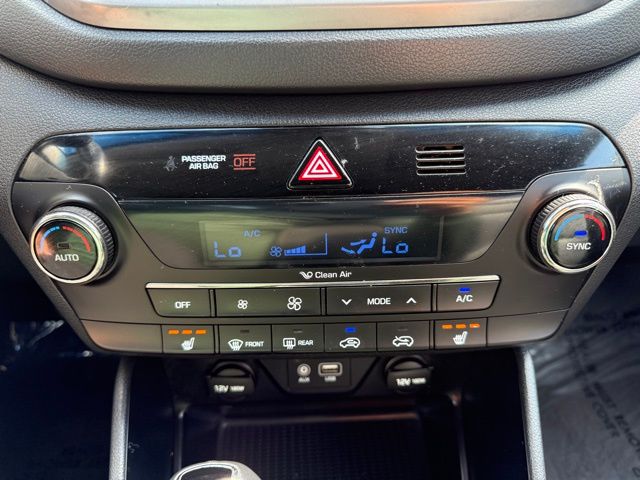 PASSENGER
AIR BAG OFF
A/C SYNC
Lo Lo
AUTO
SYNC
Clean Air
OFF MODE A/C
FRONT REAR
12V AUX USB 12V